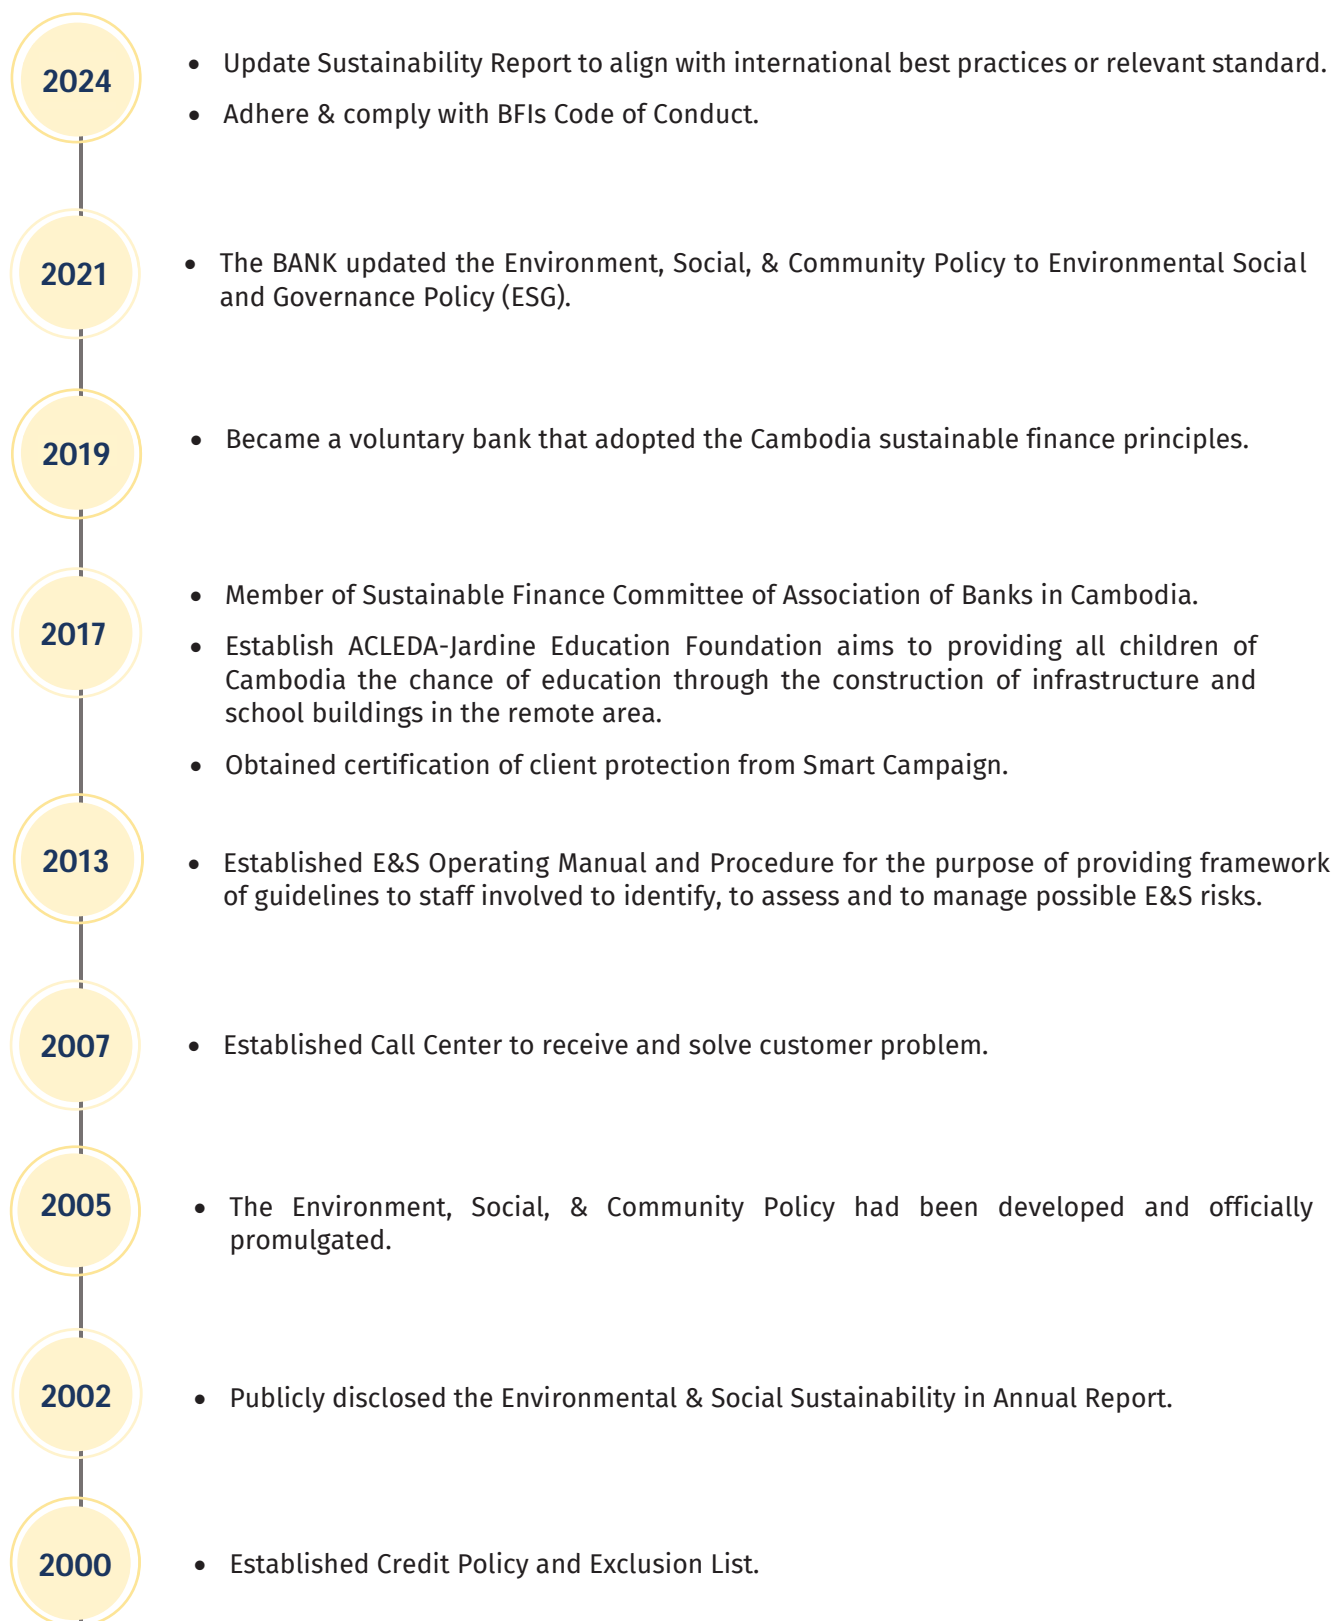 2024
• Update Sustainability Report to align with international best practices or relevant standard.
• Adhere & comply with BFIs Code of Conduct.
2021
• The BANK updated the Environment, Social, & Community Policy to Environmental Social
and Governance Policy (ESG).
2019
• Became a voluntary bank that adopted the Cambodia sustainable finance principles.
2017
• Member of Sustainable Finance Committee of Association of Banks in Cambodia.
• Establish ACLEDA-Jardine Education Foundation aims to providing all children of
Cambodia the chance of education through the construction of infrastructure and
school buildings in the remote area.
• Obtained certification of client protection from Smart Campaign.
2013
• Established E&S Operating Manual and Procedure for the purpose of providing framework
of guidelines to staff involved to identify, to assess and to manage possible E&S risks.
2007
• Established Call Center to receive and solve customer problem.
2005
• The Environment, Social, & Community Policy had been developed and officially
promulgated.
2002
• Publicly disclosed the Environmental & Social Sustainability in Annual Report.
2000
• Established Credit Policy and Exclusion List.